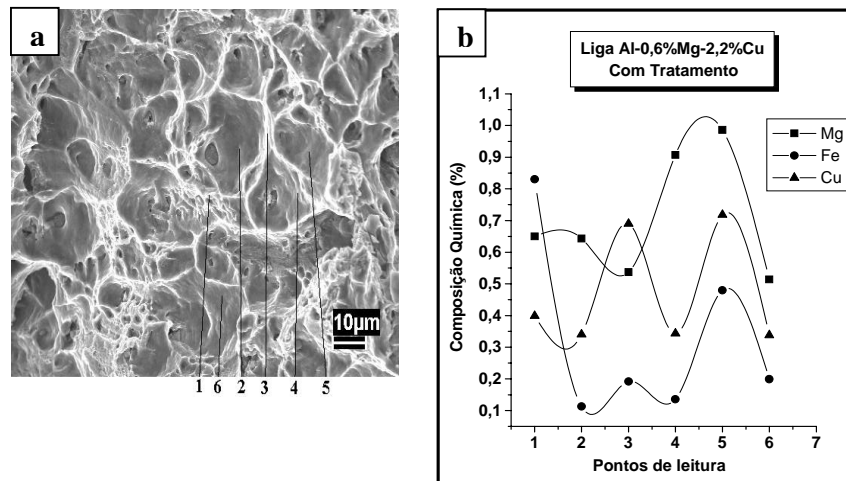 a
10µm
1 6 2 3 4 5
b
Liga Al-0,6%Mg-2,2%Cu
Com Tratamento
Mg
Fe
Cu
Composição Química (%)
1,1
1,0
0,9
0,8
0,7
0,6
0,5
0,4
0,3
0,2
0,1
1 2 3 4 5 6 7
Pontos de leitura